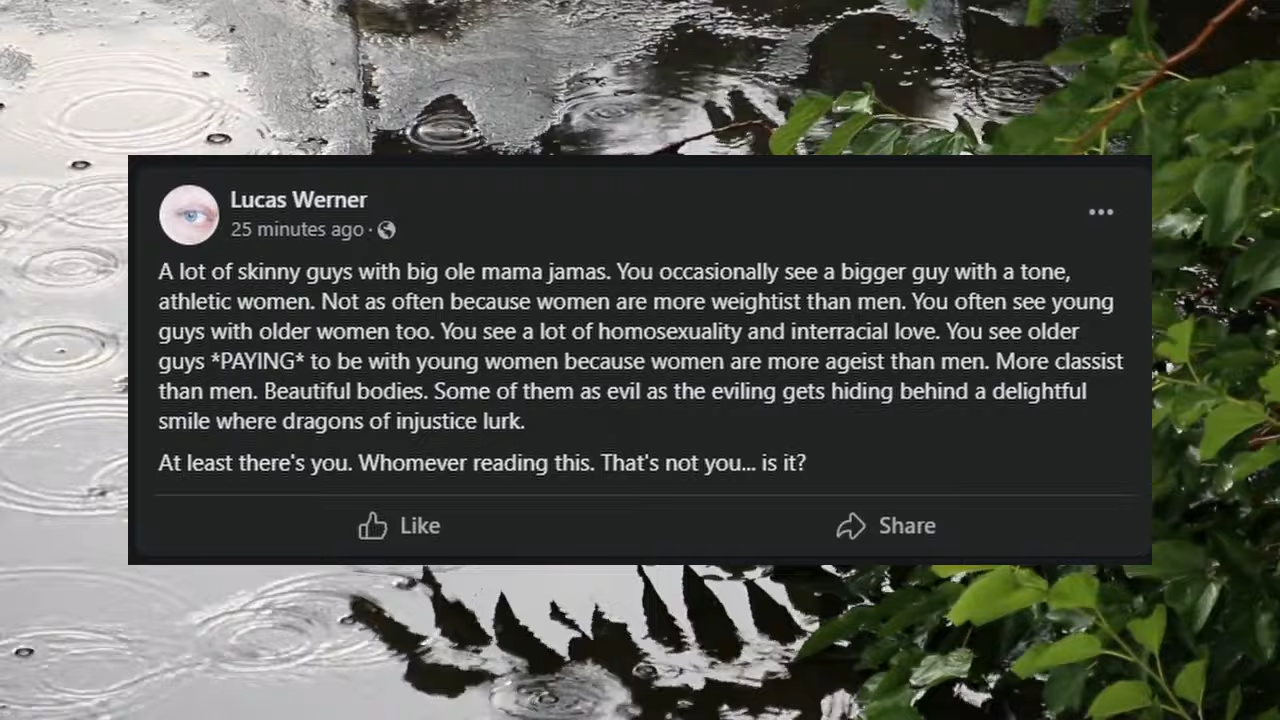 Lucas Werner
25 minutes ago ·
A lot of skinny guys with big ole mama jamas. You occasionally see a bigger guy with a tone,
athletic women. Not as often because women are more weightist than men. You often see young
guys with older women too. You see a lot of homosexuality and interracial love. You see older
guys *PAYING* to be with young women because women are more ageist than men. More classist
than men. Beautiful bodies. Some of them as evil as the eviling gets hiding behind a delightful
smile where dragons of injustice lurk.
At least there's you. Whomever reading this. That's not you... is it?
Like
Share